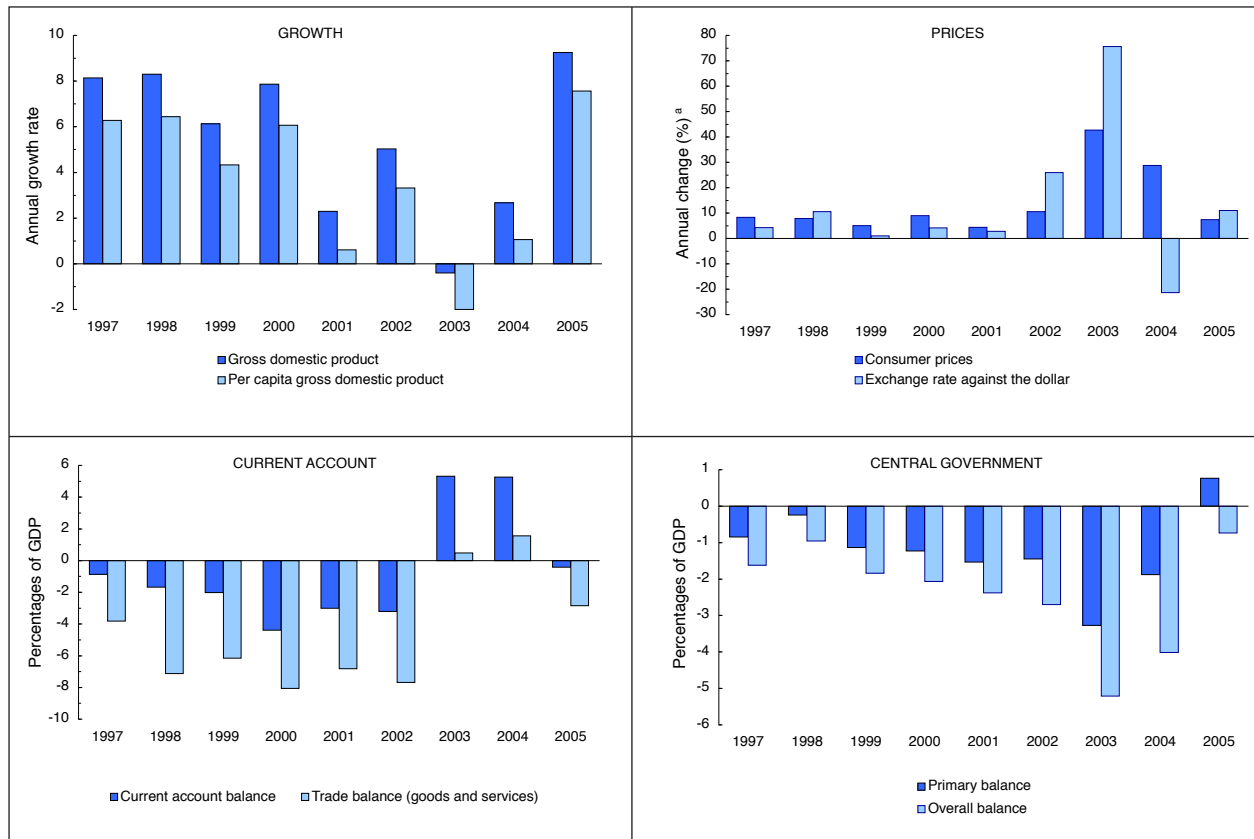 GROWTH
Annual growth rate
10
8
6
4
2
0
-2
1997 1998 1999 2000 2001 2002 2003 2004 2005
Gross domestic product
Per capita gross domestic product
PRICES
Annual change (%) a
80
70
60
50
40
30
20
10
0
-10
-20
-30
1997 1998 1999 2000 2001 2002 2003 2004 2005
Consumer prices
Exchange rate against the dollar
CURRENT ACCOUNT
Percentages of GDP
6
4
2
0
-2
-4
-6
-8
-10
1997 1998 1999 2000 2001 2002 2003 2004 2005
Current account balance Trade balance (goods and services)
CENTRAL GOVERNMENT
Percentages of GDP
1
0
-1
-2
-3
-4
-5
-6
1997 1998 1999 2000 2001 2002 2003 2004 2005
Primary balance
Overall balance